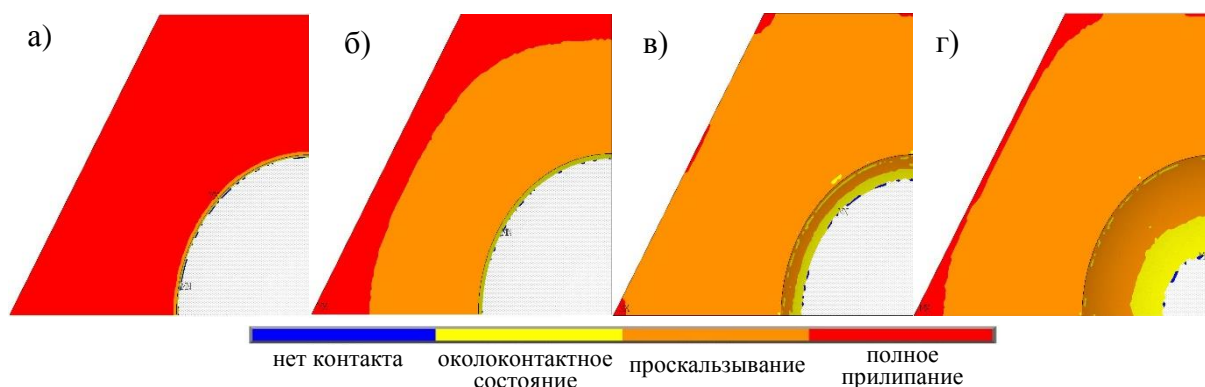 а)
б)
в)
г)
нет контакта
околоконтактное
состояние
проскальзывание
полное
прилипание